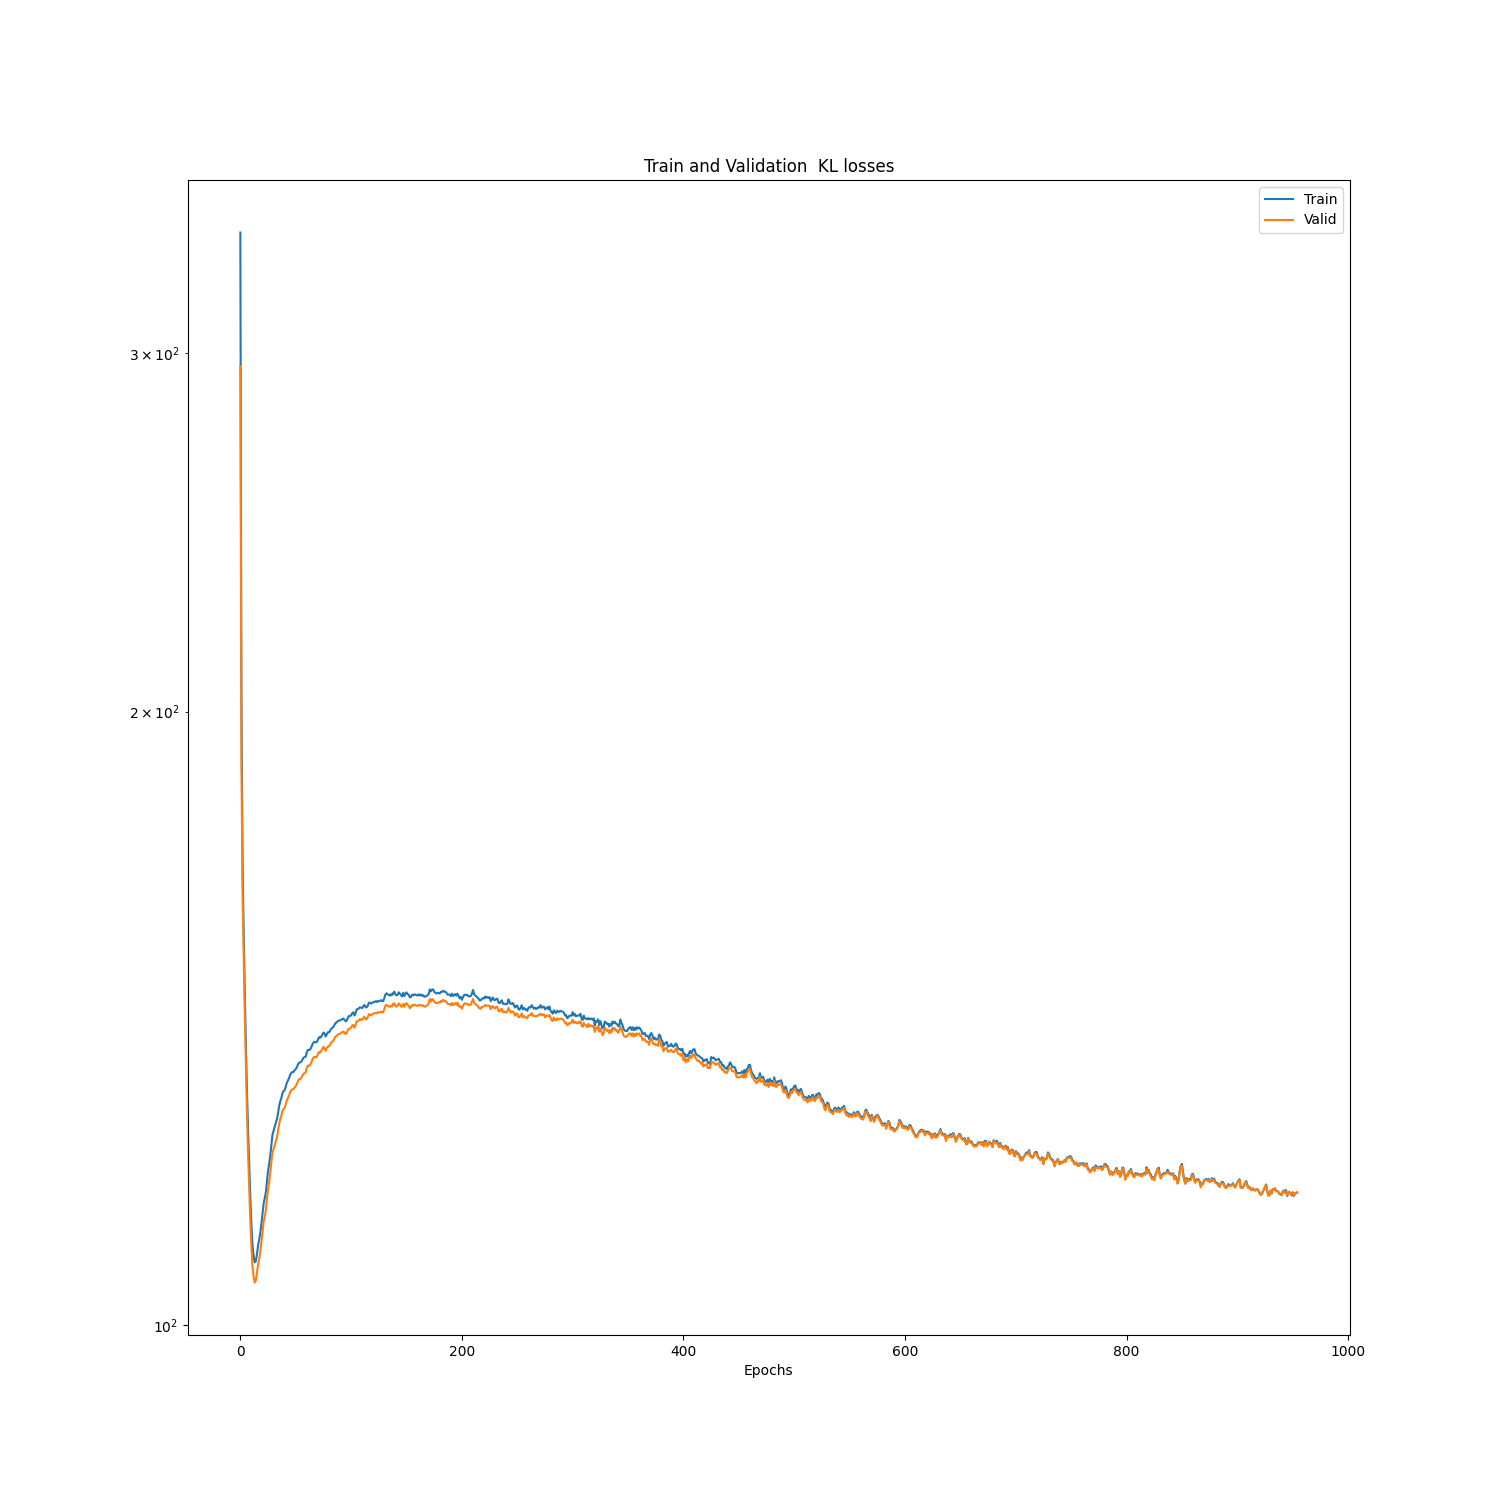 Train and Validation  KL losses
Train
Valid
3 × 10²
2 × 10²
10²
0 200 400 600 800 1000
Epochs